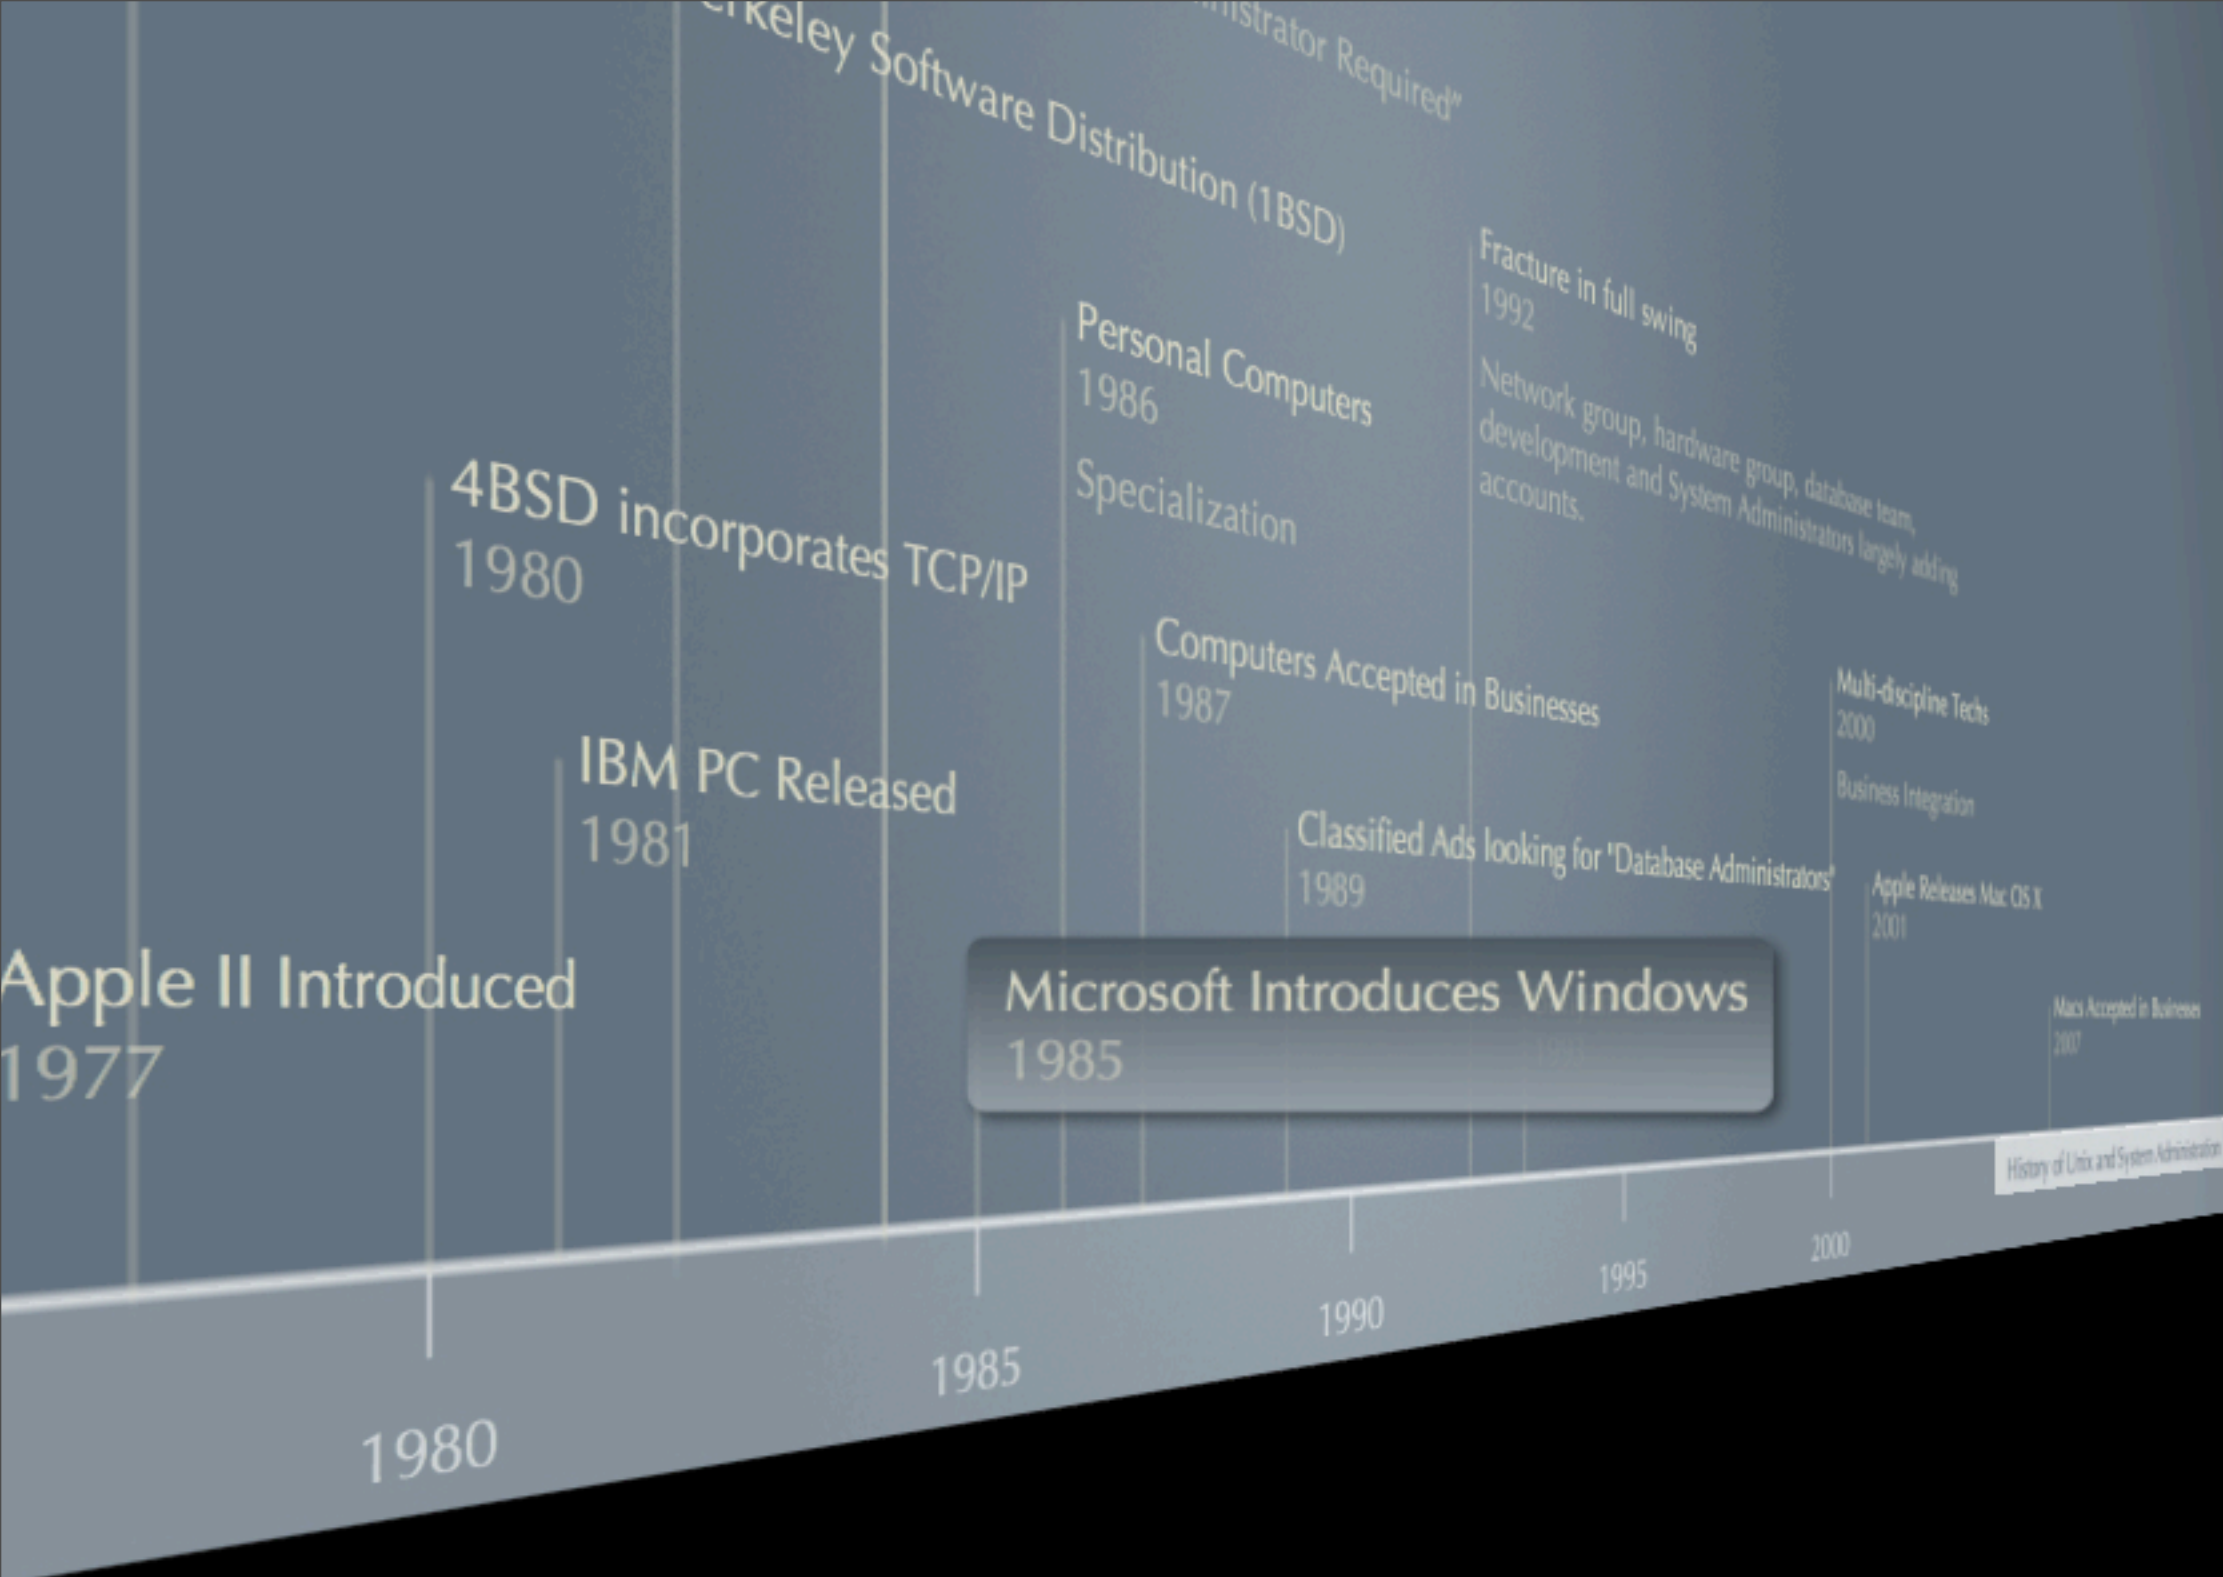 erkeley Software Distribution (1BSD)
nistrator Required"
Fracture in full swing
1992
Network group, hardware group, database team,
development and System Administrators largely adding
accounts.
Personal Computers
1986
Specialization
4BSD incorporates TCP/IP
1980
Computers Accepted in Businesses
1987
Multi-discipline Techs
2000
Business Integration
IBM PC Released
1981
Classified Ads looking for "Database Administrators"
1989
Apple Releases Mac OS X
2001
Apple II Introduced
1977
Microsoft Introduces Windows
1985
Macs Accepted in Businesses
2007
History of Unix and System Administration
1980
1985
1990
1995
2000